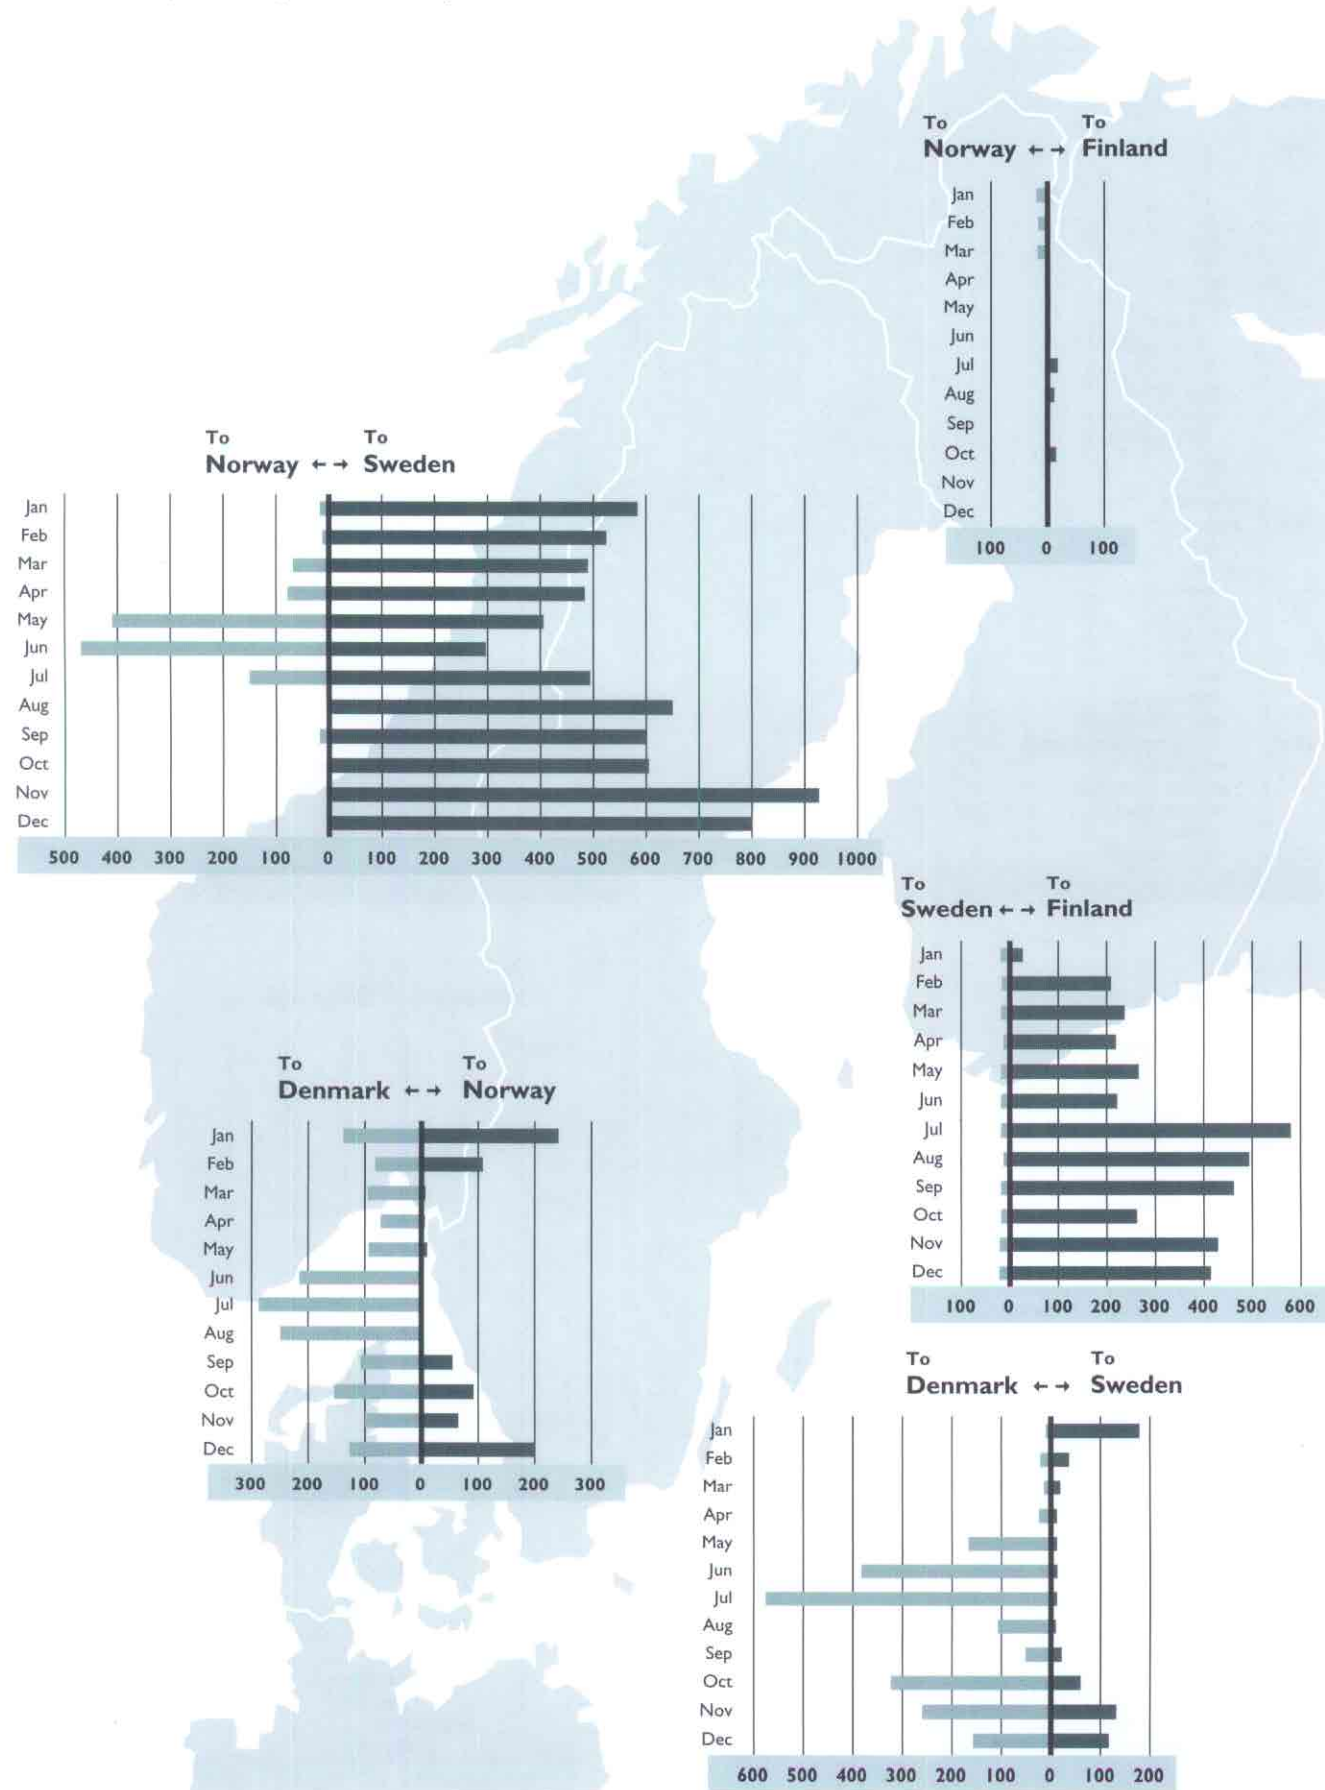 To To
Norway ←→ Finland
Jan
Feb
Mar
Apr
May
Jun
Jul
Aug
Sep
Oct
Nov
Dec
100 0 100
To To
Norway ←→ Sweden
Jan
Feb
Mar
Apr
May
Jun
Jul
Aug
Sep
Oct
Nov
Dec
500 400 300 200 100 0 100 200 300 400 500 600 700 800 900 1000
To To
Sweden ←→ Finland
Jan
Feb
Mar
Apr
May
Jun
Jul
Aug
Sep
Oct
Nov
Dec
100 0 100 200 300 400 500 600
To To
Denmark ←→ Norway
Jan
Feb
Mar
Apr
May
Jun
Jul
Aug
Sep
Oct
Nov
Dec
300 200 100 0 100 200 300
To To
Denmark ←→ Sweden
Jan
Feb
Mar
Apr
May
Jun
Jul
Aug
Sep
Oct
Nov
Dec
600 500 400 300 200 100 0 100 200